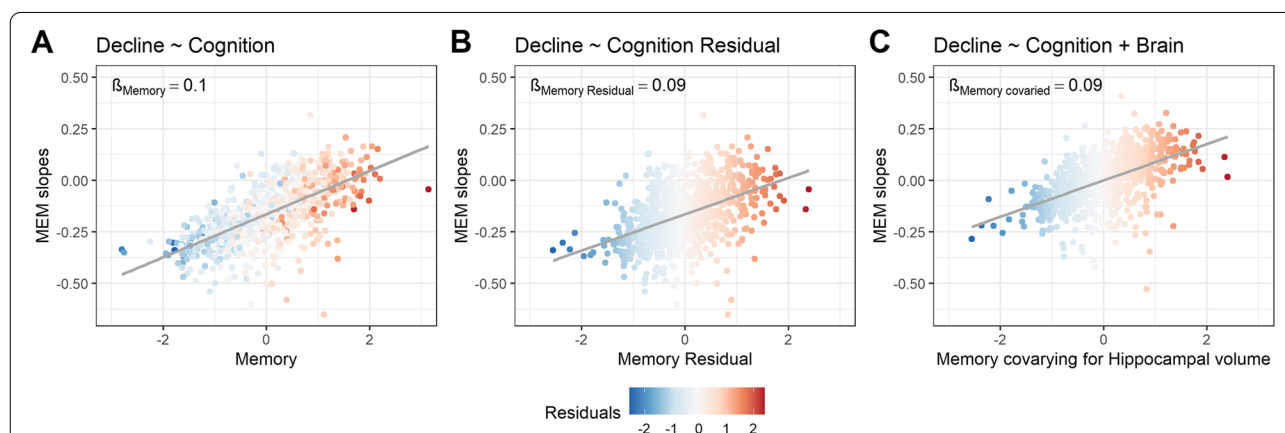 A Decline ~ Cognition
ßMemory = 0.1
MEM slopes
0.50
0.25
0.00
-0.25
-0.50
-2 0 2
Memory
B Decline ~ Cognition Residual
ßMemory Residual = 0.09
MEM slopes
0.50
0.25
0.00
-0.25
-0.50
-2 0 2
Memory Residual
C Decline ~ Cognition + Brain
ßMemory covaried = 0.09
MEM slopes
0.50
0.25
0.00
-0.25
-0.50
-2 0 2
Memory covarying for Hippocampal volume
Residuals
-2 -1 0 1 2